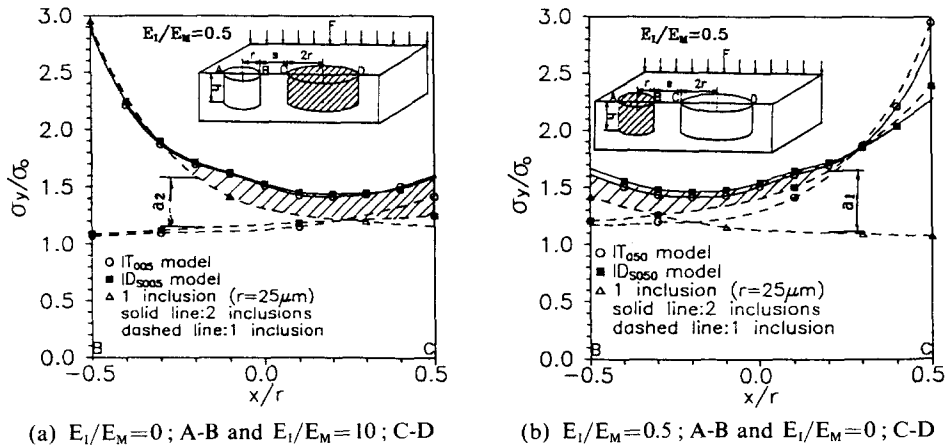 E_I/E_M=0.5
F
r
s
2r
A
B
C
D
h
σ_y/σ_o
3.0
2.5
2.0
1.5
1.0
0.5
0.0
a_2
IT_005 model
ID_S005 model
1 inclusion (r=25μm)
solid line:2 inclusions
dashed line:1 inclusion
B
C
-0.5
0.0
0.5
x/r
(a) E_I/E_M=0; A-B and E_I/E_M=10; C-D
E_I/E_M=0.5
F
r
s
2r
A
B
C
D
h
σ_y/σ_o
3.0
2.5
2.0
1.5
1.0
0.5
0.0
a_1
IT_050 model
ID_S050 model
1 inclusion (r=25μm)
solid line:2 inclusions
dashed line:1 inclusion
B
C
-0.5
0.0
0.5
x/r
(b) E_I/E_M=0.5; A-B and E_I/E_M=0; C-D